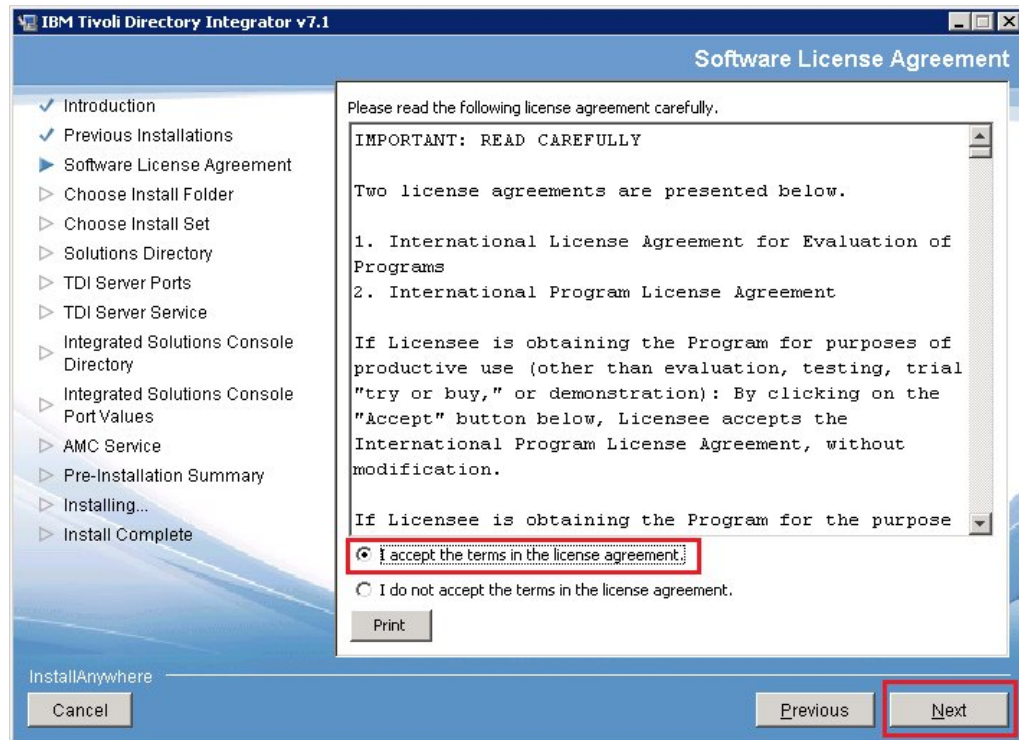 IBM Tivoli Directory Integrator v7.1
Software License Agreement
Introduction
Previous Installations
Software License Agreement
Choose Install Folder
Choose Install Set
Solutions Directory
TDI Server Ports
TDI Server Service
Integrated Solutions Console
Directory
Integrated Solutions Console
Port Values
AMC Service
Pre-Installation Summary
Installing...
Install Complete
Please read the following license agreement carefully.
IMPORTANT: READ CAREFULLY
Two license agreements are presented below.
1. International License Agreement for Evaluation of
Programs
2. International Program License Agreement
If Licensee is obtaining the Program for purposes of
productive use (other than evaluation, testing, trial
"try or buy," or demonstration): By clicking on the
"Accept" button below, Licensee accepts the
International Program License Agreement, without
modification.
If Licensee is obtaining the Program for the purpose
I accept the terms in the license agreement.
I do not accept the terms in the license agreement.
Print
InstallAnywhere
Cancel
Previous
Next